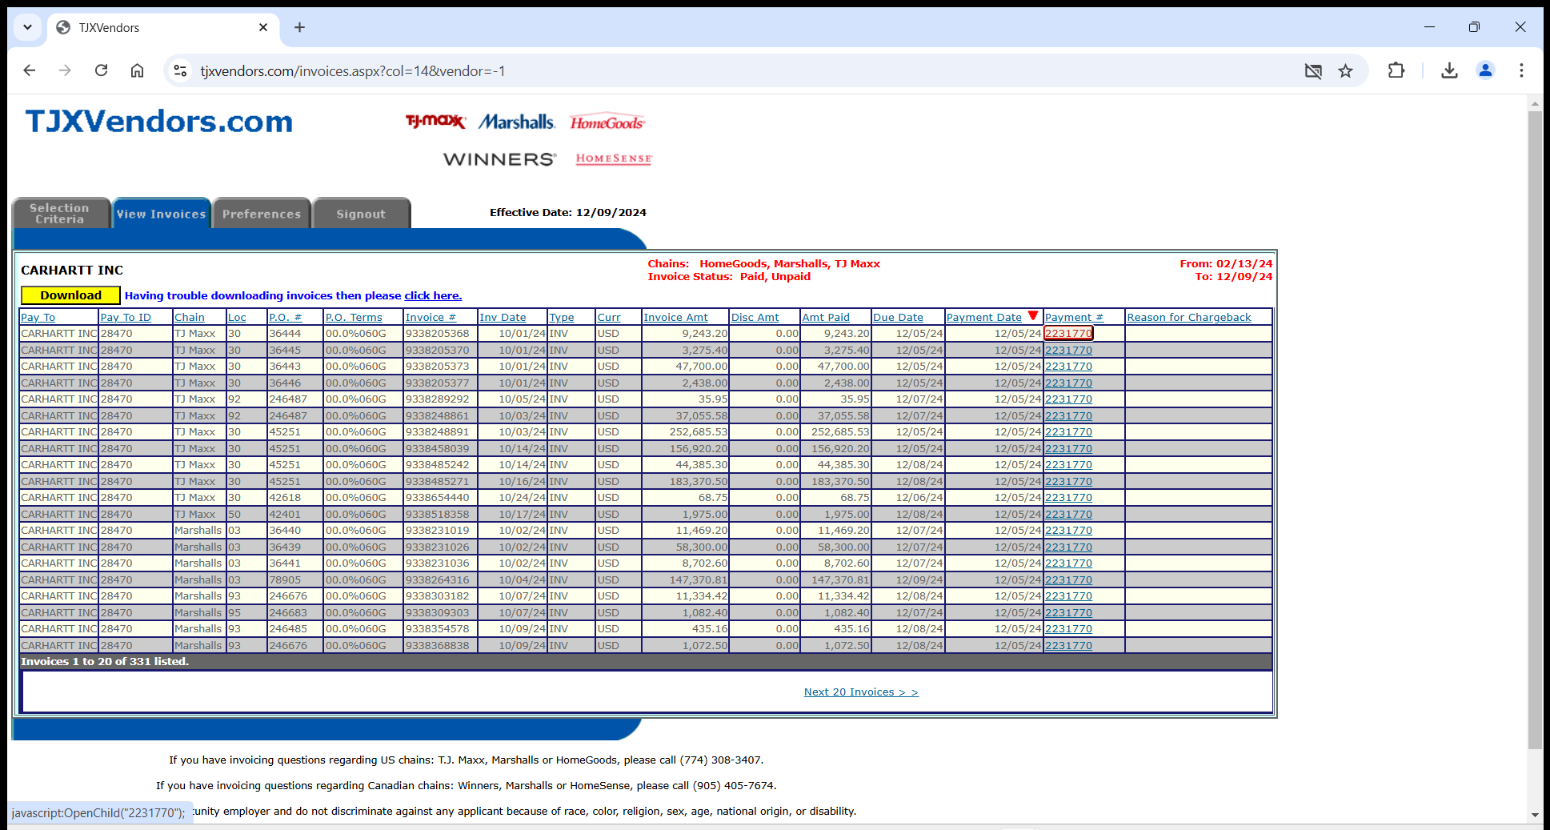 TJXVendors
tjxvendors.com/invoices.aspx?col=14&vendor=-1
TJXVendors.com
T·J·maxx Marshalls. HomeGoods
WINNERS® HOMESENSE
Selection Criteria View Invoices Preferences Signout Effective Date: 12/09/2024
CARHARTT INC Chains: HomeGoods, Marshalls, TJ Maxx From: 02/13/24
Invoice Status: Paid, Unpaid To: 12/09/24
Download Having trouble downloading invoices then please click here.
Pay To Pay To ID Chain Loc P.O. # P.O. Terms Invoice # Inv Date Type Curr Invoice Amt Disc Amt Amt Paid Due Date Payment Date Payment # Reason for Chargeback
CARHARTT INC 28470 TJ Maxx 30 36444 00.0%060G 9338205368 10/01/24 INV USD 9,243.20 0.00 9,243.20 12/05/24 12/05/24 2231770
CARHARTT INC 28470 TJ Maxx 30 36445 00.0%060G 9338205370 10/01/24 INV USD 3,275.40 0.00 3,275.40 12/05/24 12/05/24 2231770
CARHARTT INC 28470 TJ Maxx 30 36443 00.0%060G 9338205373 10/01/24 INV USD 47,700.00 0.00 47,700.00 12/05/24 12/05/24 2231770
CARHARTT INC 28470 TJ Maxx 30 36446 00.0%060G 9338205377 10/01/24 INV USD 2,438.00 0.00 2,438.00 12/05/24 12/05/24 2231770
CARHARTT INC 28470 TJ Maxx 92 246487 00.0%060G 9338289292 10/05/24 INV USD 35.95 0.00 35.95 12/07/24 12/05/24 2231770
CARHARTT INC 28470 TJ Maxx 92 246487 00.0%060G 9338248861 10/03/24 INV USD 37,055.58 0.00 37,055.58 12/07/24 12/05/24 2231770
CARHARTT INC 28470 TJ Maxx 30 45251 00.0%060G 9338248891 10/03/24 INV USD 252,685.53 0.00 252,685.53 12/07/24 12/05/24 2231770
CARHARTT INC 28470 TJ Maxx 30 45251 00.0%060G 9338458039 10/14/24 INV USD 156,920.20 0.00 156,920.20 12/07/24 12/05/24 2231770
CARHARTT INC 28470 TJ Maxx 30 45251 00.0%060G 9338485242 10/14/24 INV USD 44,385.30 0.00 44,385.30 12/08/24 12/05/24 2231770
CARHARTT INC 28470 TJ Maxx 30 45251 00.0%060G 9338485271 10/16/24 INV USD 183,370.50 0.00 183,370.50 12/08/24 12/05/24 2231770
CARHARTT INC 28470 TJ Maxx 30 42618 00.0%060G 9338654440 10/24/24 INV USD 68.75 0.00 68.75 12/06/24 12/05/24 2231770
CARHARTT INC 28470 TJ Maxx 50 42401 00.0%060G 9338518358 10/17/24 INV USD 1,975.00 0.00 1,975.00 12/08/24 12/05/24 2231770
CARHARTT INC 28470 Marshalls 03 36440 00.0%060G 9338231019 10/02/24 INV USD 11,469.20 0.00 11,469.20 12/07/24 12/05/24 2231770
CARHARTT INC 28470 Marshalls 03 36439 00.0%060G 9338231026 10/02/24 INV USD 58,300.00 0.00 58,300.00 12/07/24 12/05/24 2231770
CARHARTT INC 28470 Marshalls 03 36441 00.0%060G 9338231036 10/02/24 INV USD 8,702.60 0.00 8,702.60 12/07/24 12/05/24 2231770
CARHARTT INC 28470 Marshalls 03 78905 00.0%060G 9338264316 10/04/24 INV USD 147,370.81 0.00 147,370.81 12/09/24 12/05/24 2231770
CARHARTT INC 28470 Marshalls 93 246676 00.0%060G 9338303182 10/07/24 INV USD 11,334.42 0.00 11,334.42 12/08/24 12/05/24 2231770
CARHARTT INC 28470 Marshalls 95 246683 00.0%060G 9338309303 10/07/24 INV USD 1,082.40 0.00 1,082.40 12/07/24 12/05/24 2231770
CARHARTT INC 28470 Marshalls 93 246485 00.0%060G 9338354578 10/09/24 INV USD 435.16 0.00 435.16 12/08/24 12/05/24 2231770
CARHARTT INC 28470 Marshalls 93 246676 00.0%060G 9338368838 10/09/24 INV USD 1,072.50 0.00 1,072.50 12/08/24 12/05/24 2231770
Invoices 1 to 20 of 331 listed.
Next 20 Invoices > >
If you have invoicing questions regarding US chains: T.J. Maxx, Marshalls or HomeGoods, please call (774) 308-3407.
If you have invoicing questions regarding Canadian chains: Winners, Marshalls or HomeSense, please call (905) 405-7674.
javascript:OpenChild("2231770"); unity employer and do not discriminate against any applicant because of race, color, religion, sex, age, national origin, or disability.